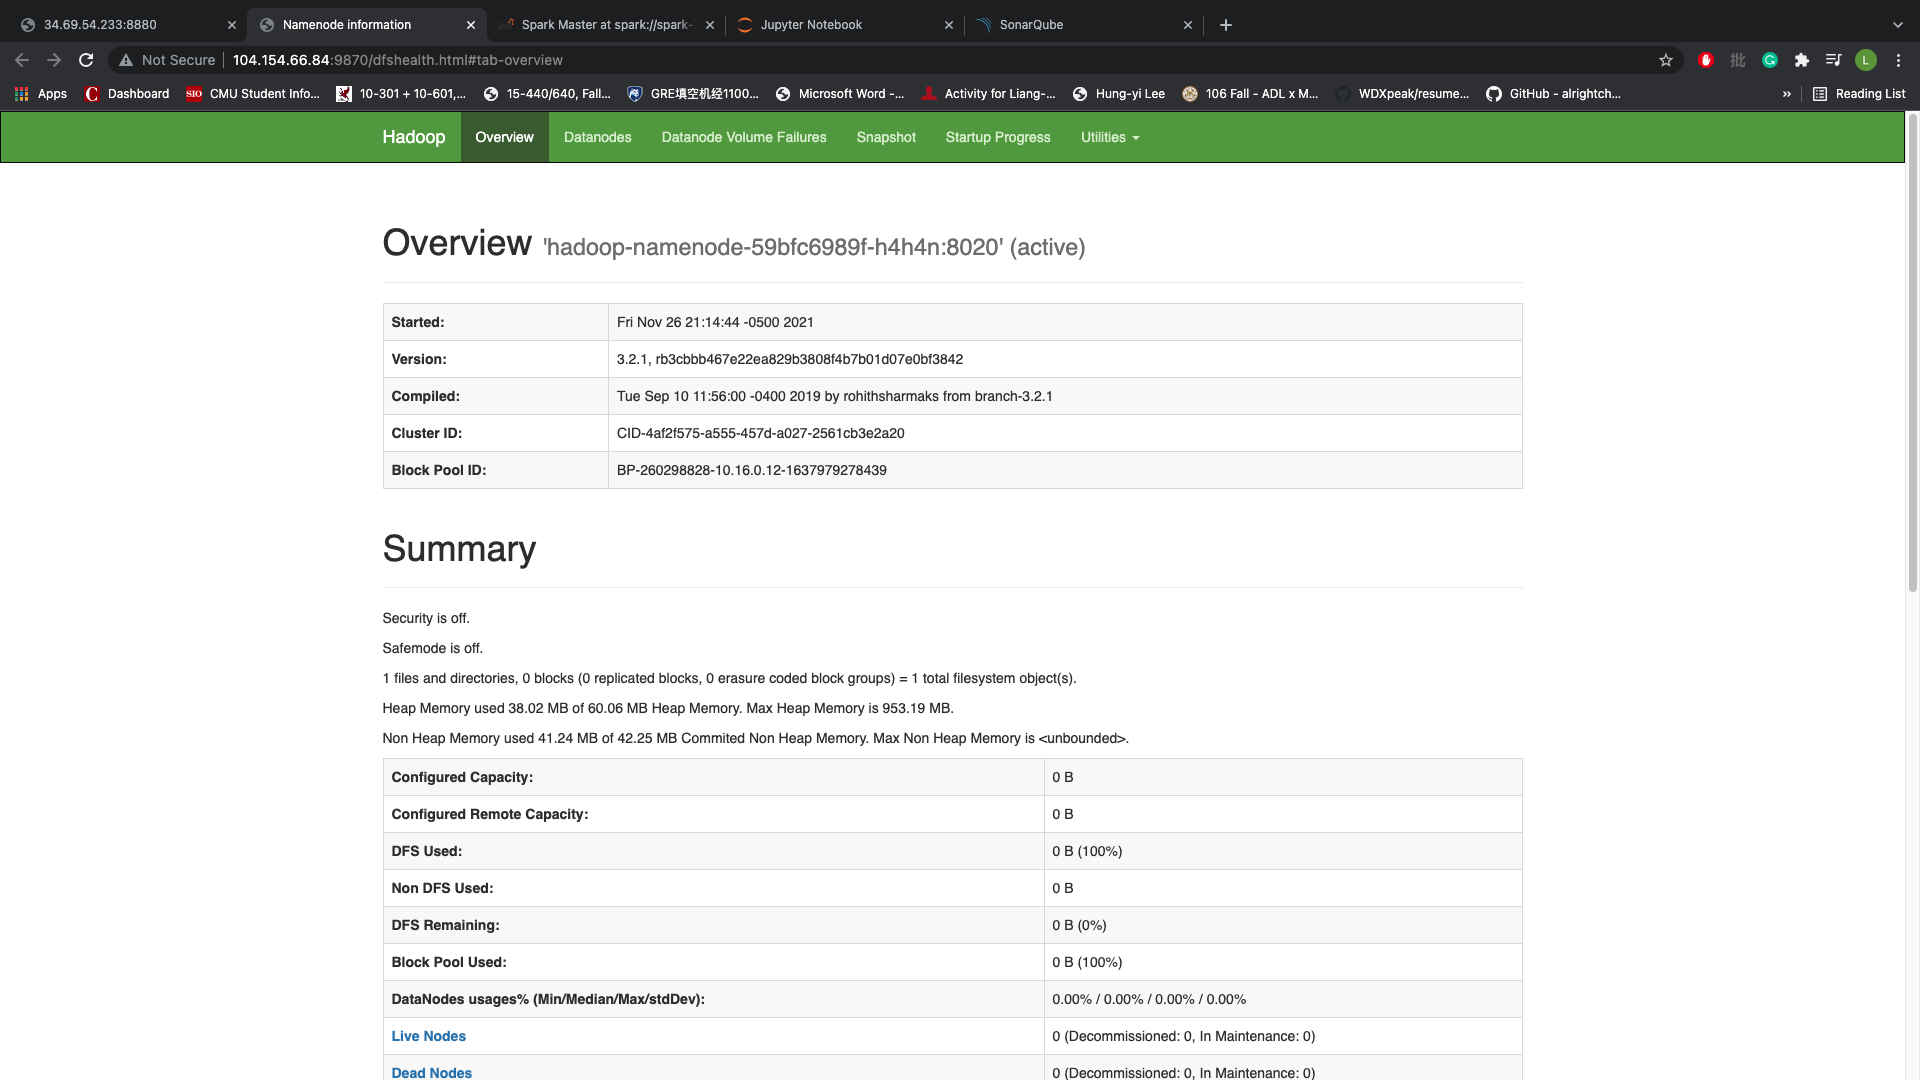 34.69.54.233:8880
Namenode information
Spark Master at spark://spark-
Jupyter Notebook
SonarQube
Not Secure
104.154.66.84:9870/dfshealth.html#tab-overview
批
L
Apps
Dashboard
SIO CMU Student Info...
10-301 + 10-601,...
15-440/640, Fall...
GRE填空机经1100...
Microsoft Word -...
Activity for Liang-...
Hung-yi Lee
106 Fall - ADL x M...
WDXpeak/resume...
GitHub - alrightch...
»
Reading List
Hadoop
Overview
Datanodes
Datanode Volume Failures
Snapshot
Startup Progress
Utilities
Overview 'hadoop-namenode-59bfc6989f-h4h4n:8020' (active)
Started: Fri Nov 26 21:14:44 -0500 2021
Version: 3.2.1, rb3cbbb467e22ea829b3808f4b7b01d07e0bf3842
Compiled: Tue Sep 10 11:56:00 -0400 2019 by rohithsharmaks from branch-3.2.1
Cluster ID: CID-4af2f575-a555-457d-a027-2561cb3e2a20
Block Pool ID: BP-260298828-10.16.0.12-1637979278439
Summary
Security is off.
Safemode is off.
1 files and directories, 0 blocks (0 replicated blocks, 0 erasure coded block groups) = 1 total filesystem object(s).
Heap Memory used 38.02 MB of 60.06 MB Heap Memory. Max Heap Memory is 953.19 MB.
Non Heap Memory used 41.24 MB of 42.25 MB Commited Non Heap Memory. Max Non Heap Memory is <unbounded>.
Configured Capacity: 0 B
Configured Remote Capacity: 0 B
DFS Used: 0 B (100%)
Non DFS Used: 0 B
DFS Remaining: 0 B (0%)
Block Pool Used: 0 B (100%)
DataNodes usages% (Min/Median/Max/stdDev): 0.00% / 0.00% / 0.00% / 0.00%
Live Nodes 0 (Decommissioned: 0, In Maintenance: 0)
Dead Nodes 0 (Decommissioned: 0, In Maintenance: 0)